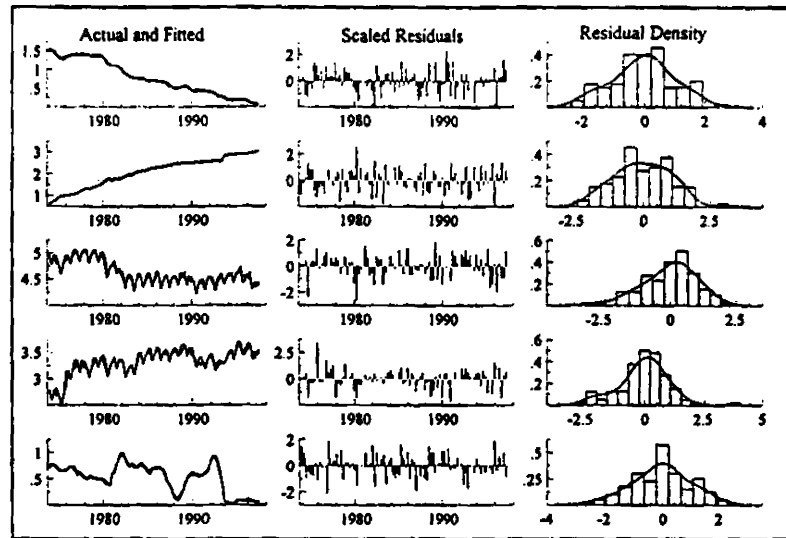 Actual and Fitted Scaled Residuals Residual Density
1.5 1 .5 1980 1990
2 0 1980 1990
.4 .2 -2 0 2 4
3 2 1 1980 1990
2 0 1980 1990
.4 .2 -2.5 0 2.5
5 4.5 1980 1990
2 0 -2 1980 1990
.6 .4 .2 -2.5 0 2.5
3.5 3 1980 1990
2.5 0 1980 1990
.6 .4 .2 -2.5 0 2.5 5
1 .5 1980 1990
2 0 -2 1980 1990
.5 .25 -4 -2 0 2